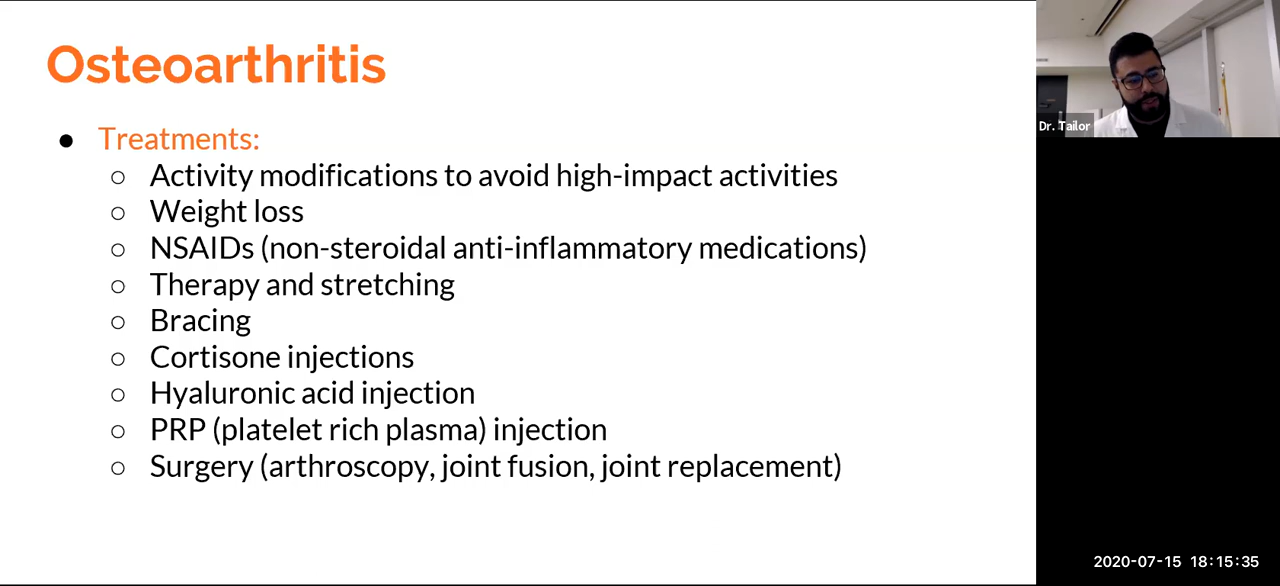 Osteoarthritis
● Treatments:
○ Activity modifications to avoid high-impact activities
○ Weight loss
○ NSAIDs (non-steroidal anti-inflammatory medications)
○ Therapy and stretching
○ Bracing
○ Cortisone injections
○ Hyaluronic acid injection
○ PRP (platelet rich plasma) injection
○ Surgery (arthroscopy, joint fusion, joint replacement)
Dr. Tailor
2020-07-15 18:15:35